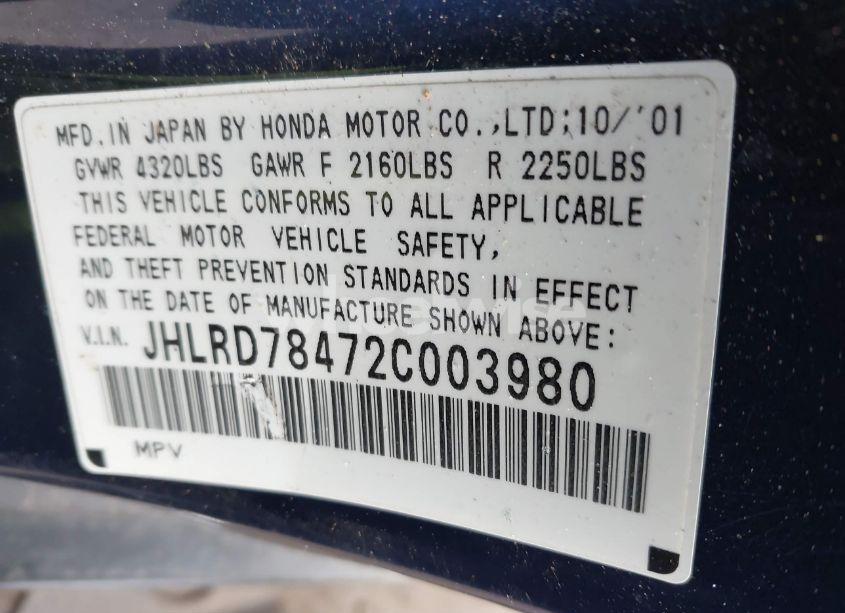 MFD. IN JAPAN BY HONDA MOTOR CO.,LTD;10/'01
GVWR 4320LBS GAWR F 2160LBS R 2250LBS
THIS VEHICLE CONFORMS TO ALL APPLICABLE
FEDERAL MOTOR VEHICLE SAFETY,
AND THEFT PREVENTION STANDARDS IN EFFECT
ON THE DATE OF MANUFACTURE SHOWN ABOVE:
V.I.N. JHLRD78472C003980
MPV